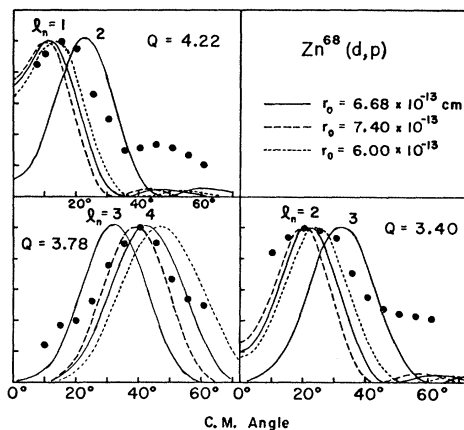 ℓn = 1
2
Q = 4.22
Zn⁶⁸(d,p)
r₀ = 6.68 x 10⁻¹³ cm
r₀ = 7.40 x 10⁻¹³
r₀ = 6.00 x 10⁻¹³
20° 40° 60°
ℓn = 3 4
Q = 3.78
ℓn = 2 3
Q = 3.40
0° 20° 40° 60° 0° 20° 40° 60°
C.M. Angle